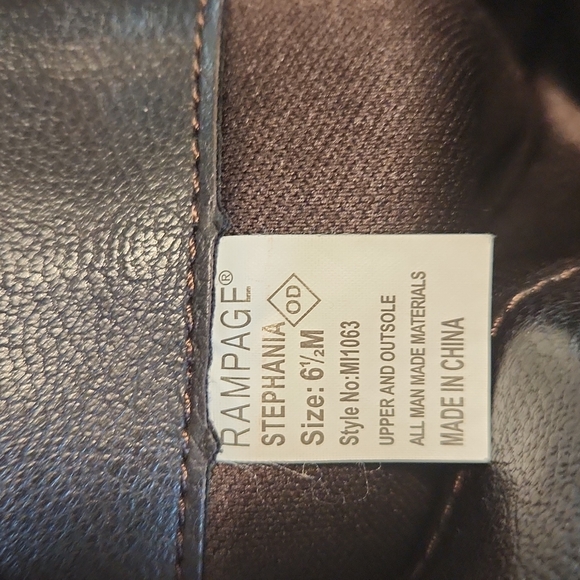 RAMPAGE®
STEPHANIA
OD
Size: 6½M
Style No:MI1063
UPPER AND OUTSOLE
ALL MAN MADE MATERIALS
MADE IN CHINA